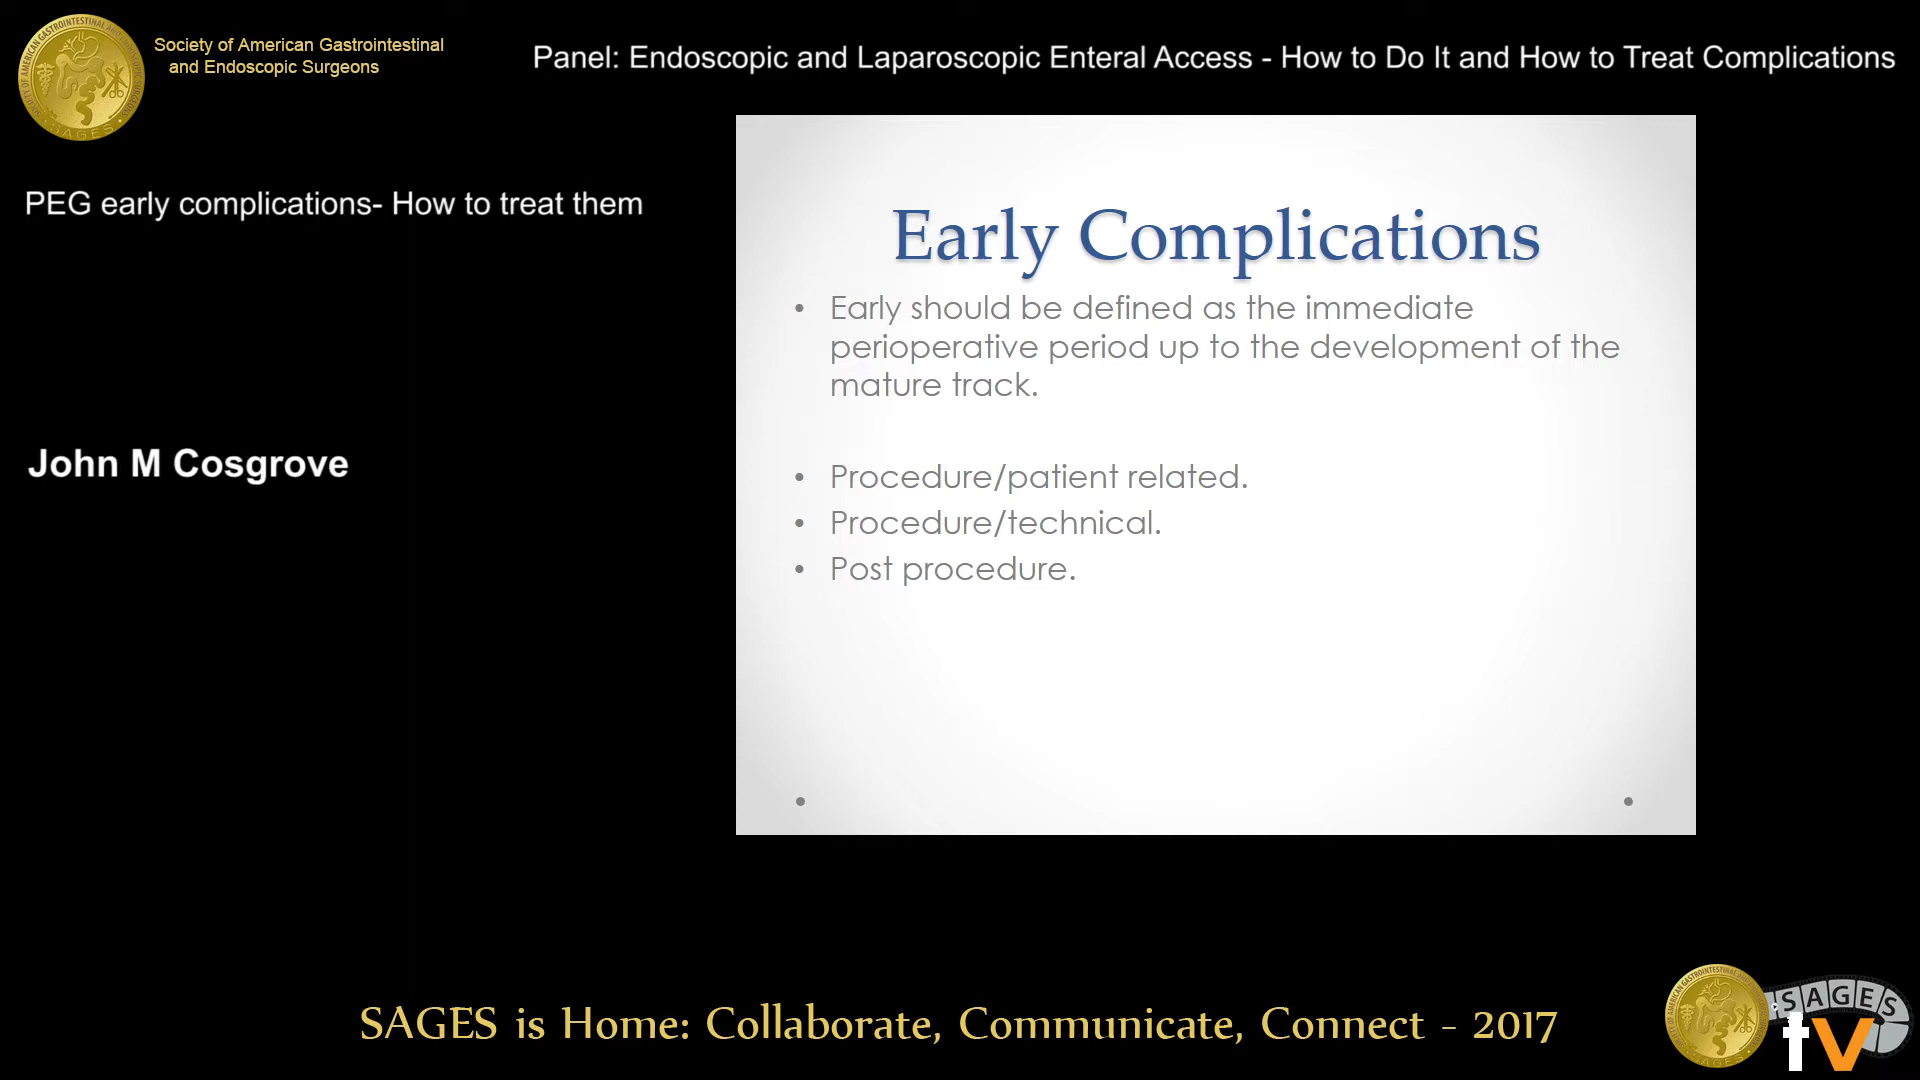 Society of American Gastrointestinal
and Endoscopic Surgeons
Panel: Endoscopic and Laparoscopic Enteral Access - How to Do It and How to Treat Complications
PEG early complications- How to treat them
John M Cosgrove
Early Complications
• Early should be defined as the immediate
perioperative period up to the development of the
mature track.
• Procedure/patient related.
• Procedure/technical.
• Post procedure.
SAGES is Home: Collaborate, Communicate, Connect - 2017
SAGES
tv
SAGES